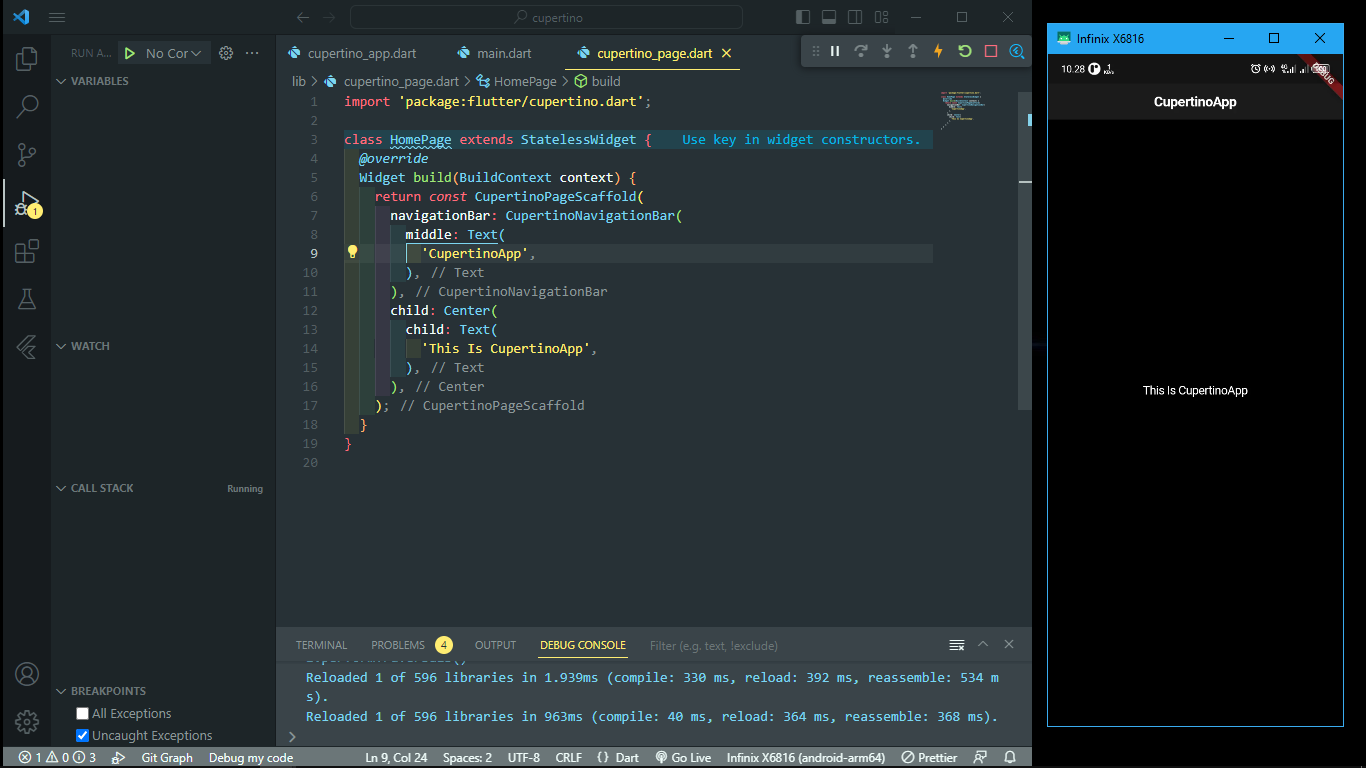 cupertino
RUN A...
No Cor
VARIABLES
WATCH
CALL STACK
Running
BREAKPOINTS
All Exceptions
Uncaught Exceptions
cupertino_app.dart
main.dart
cupertino_page.dart
lib > cupertino_page.dart > HomePage > build
1 import 'package:flutter/cupertino.dart';
2
3 class HomePage extends StatelessWidget { Use key in widget constructors.
4 @override
5 Widget build(BuildContext context) {
6 return const CupertinoPageScaffold(
7 navigationBar: CupertinoNavigationBar(
8 middle: Text(
9 'CupertinoApp',
10 ), // Text
11 ), // CupertinoNavigationBar
12 child: Center(
13 child: Text(
14 'This Is CupertinoApp',
15 ), // Text
16 ), // Center
17 ); // CupertinoPageScaffold
18 }
19 }
20
TERMINAL
PROBLEMS 4
OUTPUT
DEBUG CONSOLE
Filter (e.g. text, !exclude)
Reloaded 1 of 596 libraries in 1.939ms (compile: 330 ms, reload: 392 ms, reassemble: 534 m
s).
Reloaded 1 of 596 libraries in 963ms (compile: 40 ms, reload: 364 ms, reassemble: 368 ms).
>
1
1 0 3
Git Graph
Debug my code
Ln 9, Col 24
Spaces: 2
UTF-8
CRLF
{ } Dart
Go Live
Infinix X6816 (android-arm64)
Prettier
Infinix X6816
10.28
DEBUG
CupertinoApp
This Is CupertinoApp